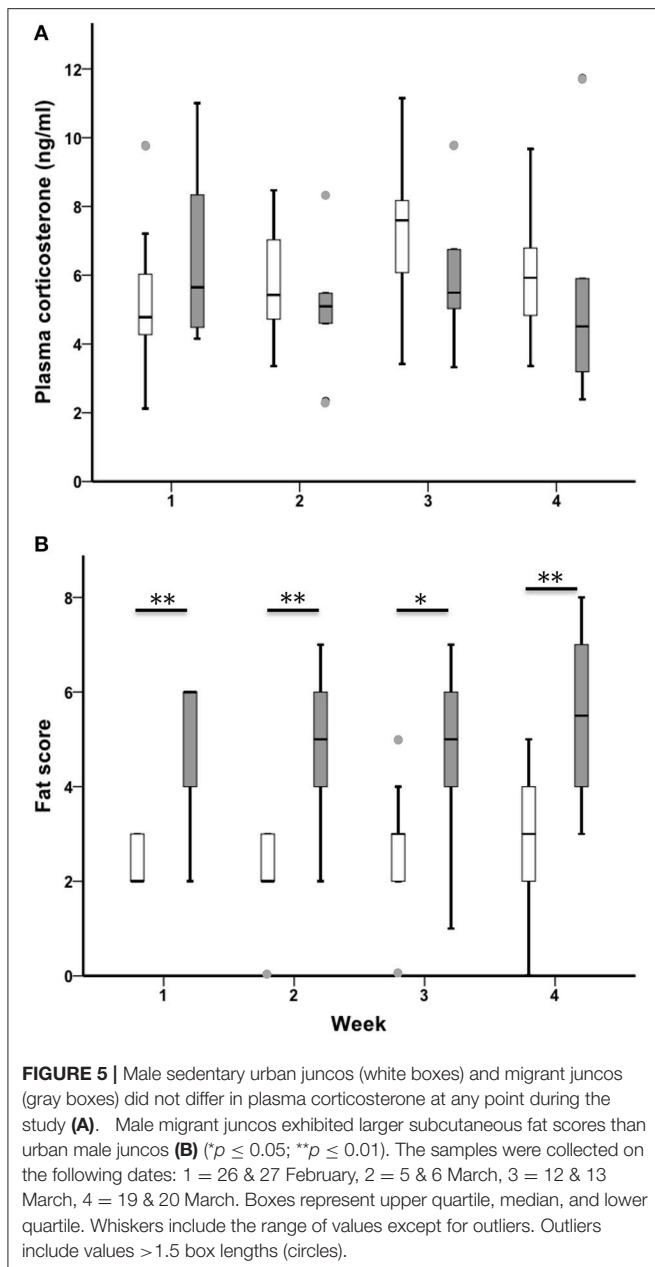 A
12
10
8
6
4
2
0
Plasma corticosterone (ng/ml)
1 2 3 4
B
** ** * **
8
6
4
2
0
Fat score
1 2 3 4
Week
FIGURE 5 | Male sedentary urban juncos (white boxes) and migrant juncos
(gray boxes) did not differ in plasma corticosterone at any point during the
study (A). Male migrant juncos exhibited larger subcutaneous fat scores than
urban male juncos (B) (*p ≤ 0.05; **p ≤ 0.01). The samples were collected on
the following dates: 1 = 26 & 27 February, 2 = 5 & 6 March, 3 = 12 & 13
March, 4 = 19 & 20 March. Boxes represent upper quartile, median, and lower
quartile. Whiskers include the range of values except for outliers. Outliers
include values >1.5 box lengths (circles).